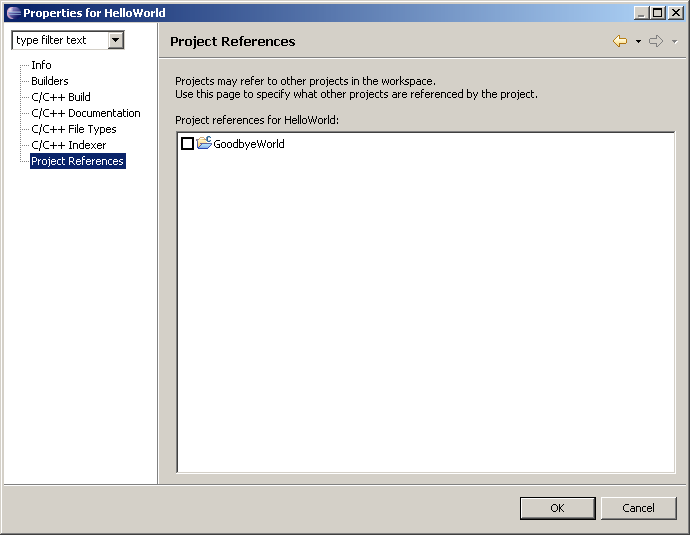 Properties for HelloWorld
type filter text
Info
Builders
C/C++ Build
C/C++ Documentation
C/C++ File Types
C/C++ Indexer
Project References
Project References
Projects may refer to other projects in the workspace.
Use this page to specify what other projects are referenced by the project.
Project references for HelloWorld:
GoodbyeWorld
OK
Cancel